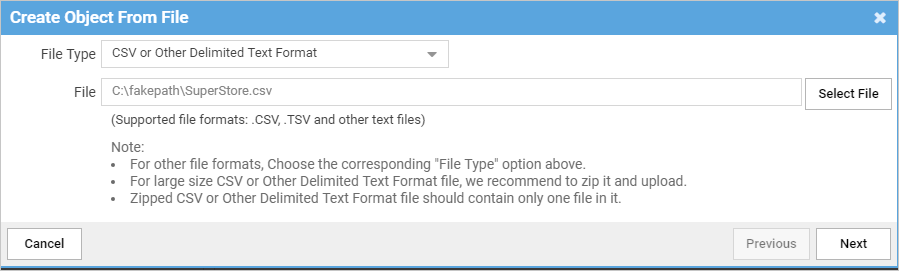 Create Object From File
File Type CSV or Other Delimited Text Format
File C:\fakepath\SuperStore.csv Select File
(Supported file formats: .CSV, .TSV and other text files)
Note:
• For other file formats, Choose the corresponding "File Type" option above.
• For large size CSV or Other Delimited Text Format file, we recommend to zip it and upload.
• Zipped CSV or Other Delimited Text Format file should contain only one file in it.
Cancel Previous Next